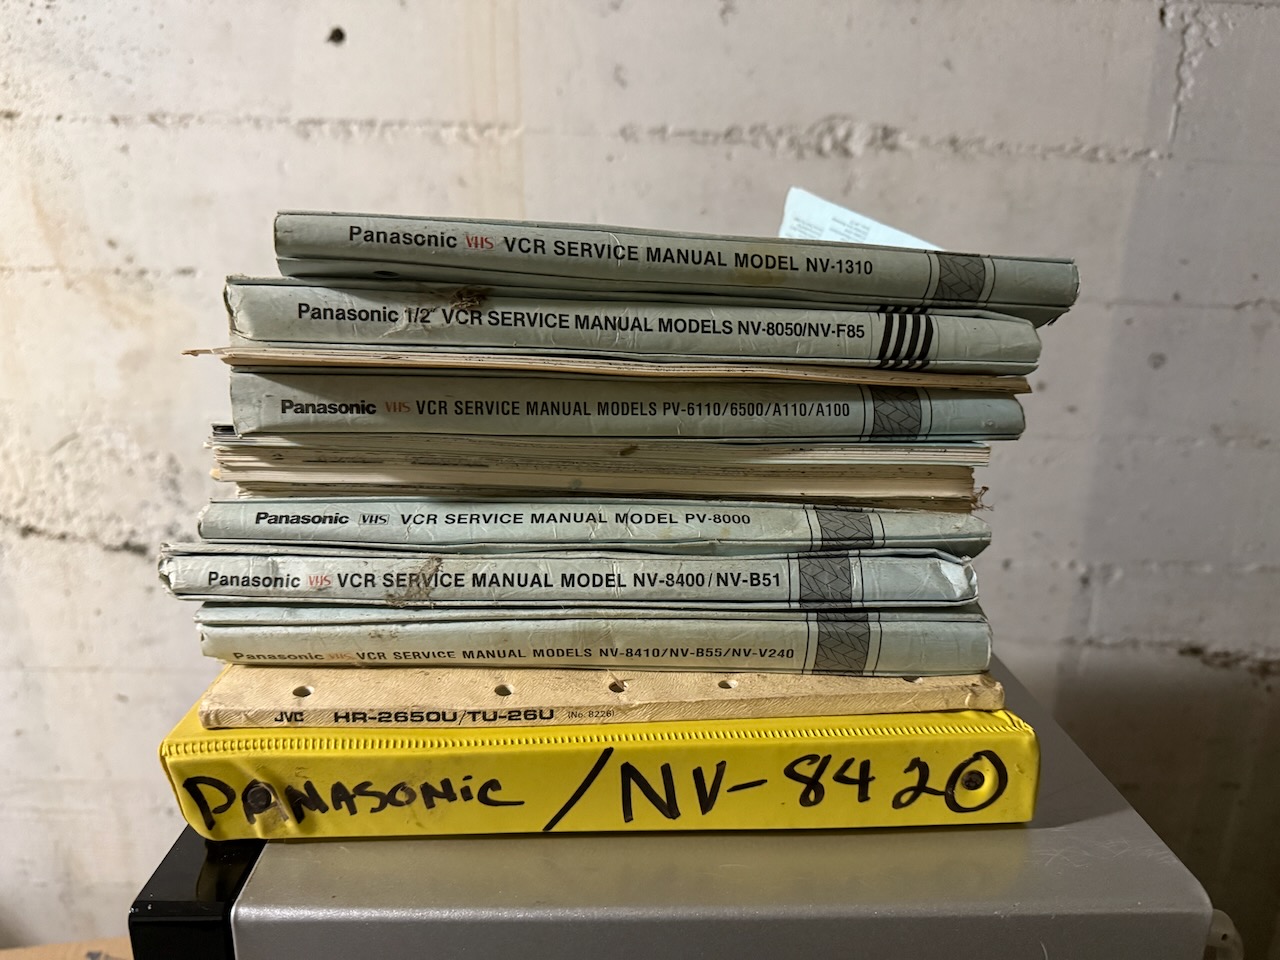 Panasonic VHS VCR SERVICE MANUAL MODEL NV-1310
Panasonic 1/2" VCR SERVICE MANUAL MODELS NV-8050/NV-F85
Panasonic VHS VCR SERVICE MANUAL MODELS PV-6110/6500/A110/A100
Panasonic VHS VCR SERVICE MANUAL MODEL PV-8000
Panasonic VHS VCR SERVICE MANUAL MODEL NV-8400/NV-B51
Panasonic VHS VCR SERVICE MANUAL MODELS NV-8410/NV-B55/NV-V240
JVC HR-2650U/TU-26U (No. 8226)
PANASONiC /NV-8420